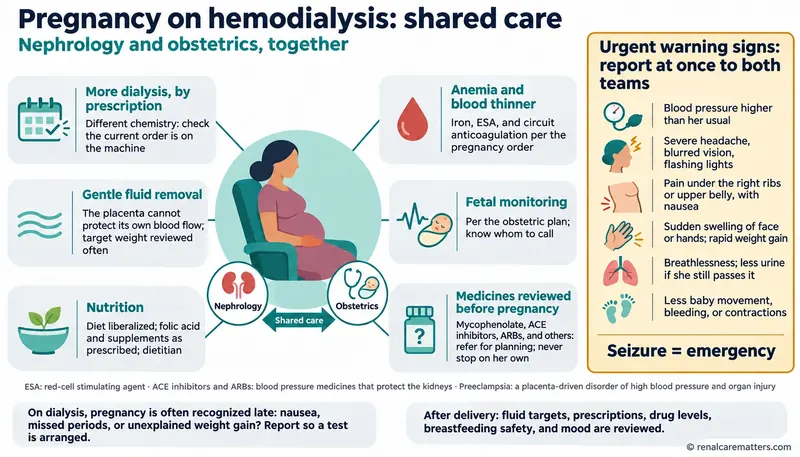 Pregnancy on hemodialysis: shared care
Nephrology and obstetrics, together
More dialysis, by
prescription
Different chemistry: check
the current order is on
the machine
Gentle fluid removal
The placenta cannot
protect its own blood flow;
target weight reviewed
often
Nutrition
Diet liberalized; folic acid
and supplements as
prescribed; dietitian
Nephrology
Shared care
Obstetrics
Anemia and
blood thinner
Iron, ESA, and circuit
anticoagulation per the
pregnancy order
Fetal monitoring
Per the obstetric plan;
know whom to call
?
Medicines reviewed
before pregnancy
Mycophenolate, ACE
inhibitors, ARBs, and others:
refer for planning; never
stop on her own
Urgent warning signs:
report at once to both
teams
Blood pressure higher
than her usual
Severe headache,
blurred vision,
flashing lights
Pain under the right ribs
or upper belly, with
nausea
Sudden swelling of face
or hands; rapid weight gain
Breathlessness; less urine
if she still passes it
Less baby movement,
bleeding, or contractions
Seizure = emergency
ESA: red-cell stimulating agent · ACE inhibitors and ARBs: blood pressure medicines that protect the kidneys · Preeclampsia: a placenta-driven disorder of high blood pressure and organ injury
On dialysis, pregnancy is often recognized late: nausea,
missed periods, or unexplained weight gain? Report so a test
is arranged.
After delivery: fluid targets, prescriptions, drug levels,
breastfeeding safety, and mood are reviewed.
© renalcarematters.com